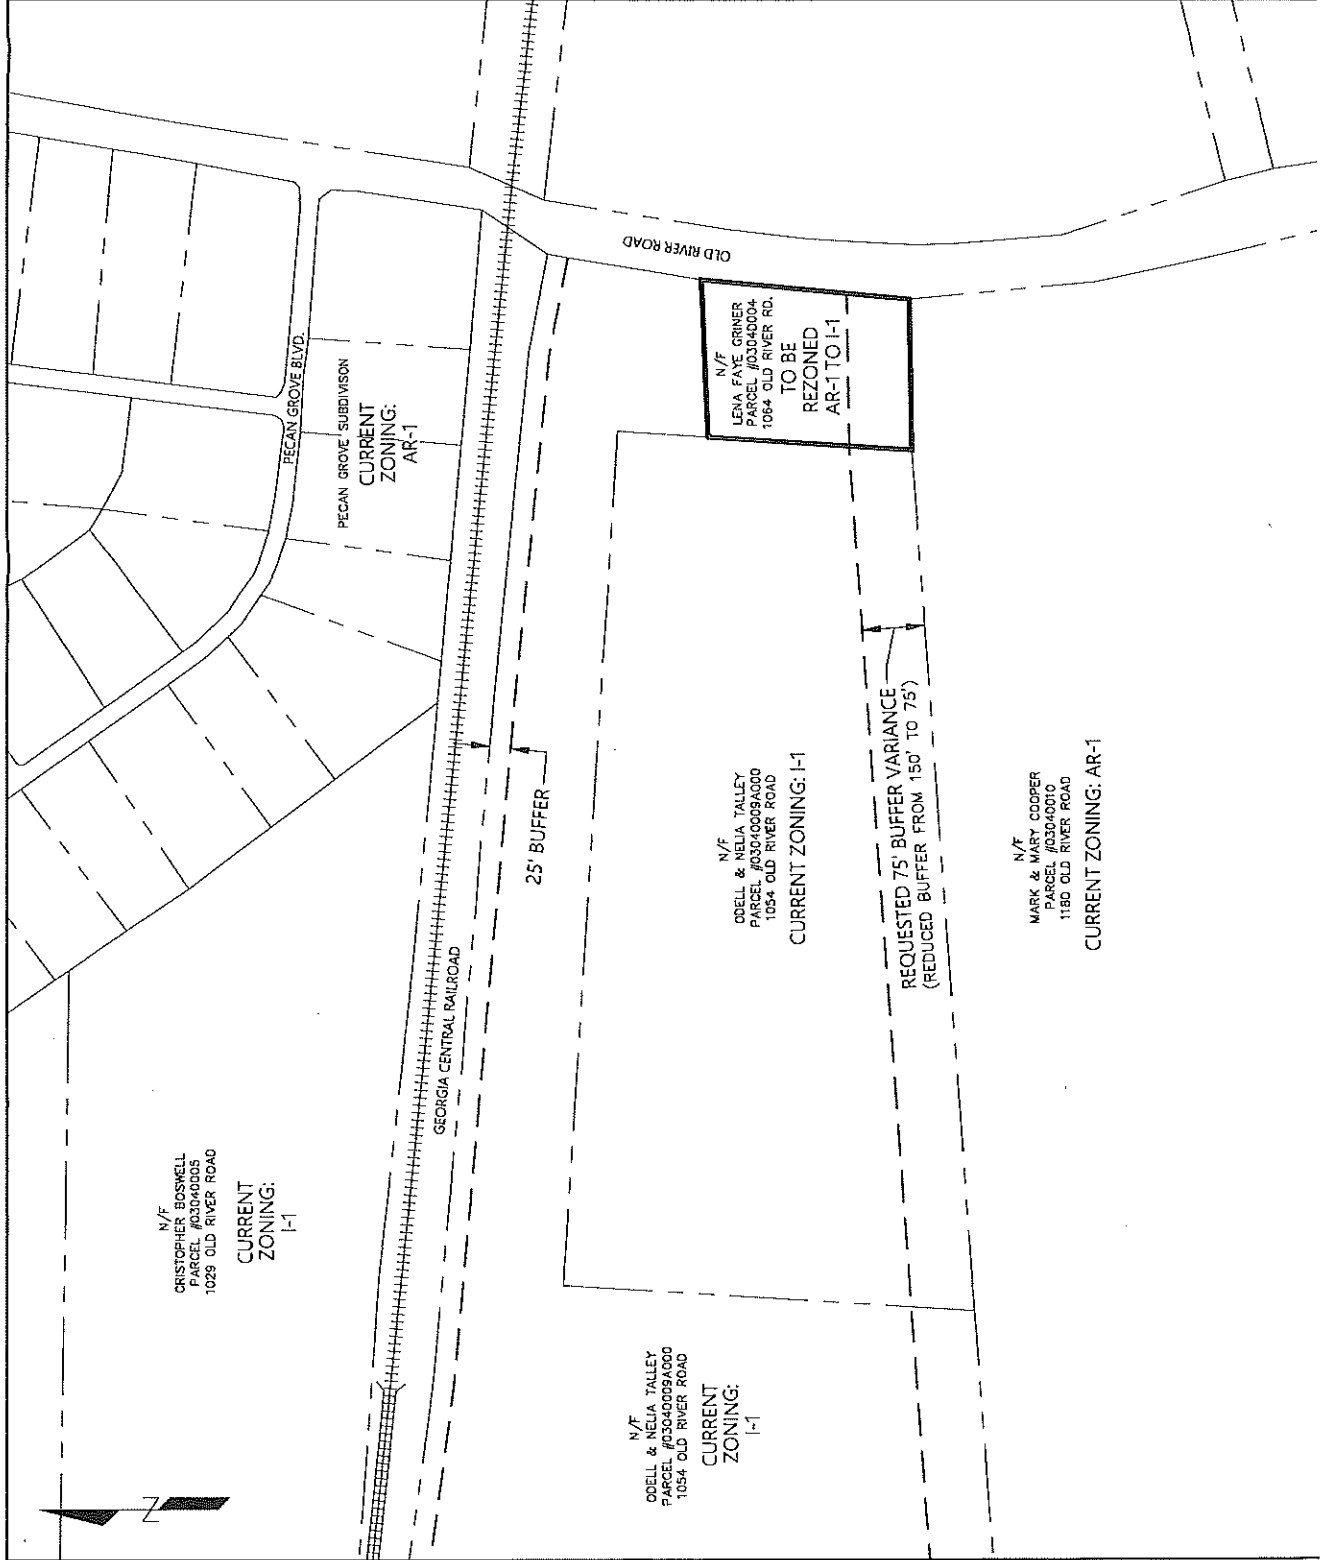 PECAN GROVE BLVD.
PECAN GROVE SUBDIVISON
CURRENT
ZONING:
AR-1
OLD RIVER ROAD
N/F
LENA FAYE GRINER
PARCEL #03040004
1064 OLD RIVER RD.
TO BE
REZONED
AR-1 TO I-1
25' BUFFER
GEORGIA CENTRAL RAILROAD
N/F
ODELL & NELIA TALLEY
PARCEL #03040009A000
1054 OLD RIVER ROAD
CURRENT ZONING: I-1
REQUESTED 75' BUFFER VARIANCE
(REDUCED BUFFER FROM 150' TO 75')
N/F
MARK & MARY COOPER
PARCEL #03040010
1180 OLD RIVER ROAD
CURRENT ZONING: AR-1
N/F
CRISTOPHER BOSWELL
PARCEL #03040005
1029 OLD RIVER ROAD
CURRENT
ZONING:
I-1
N/F
ODELL & NELIA TALLEY
PARCEL #03040009A000
1054 OLD RIVER ROAD
CURRENT
ZONING:
I-1
N